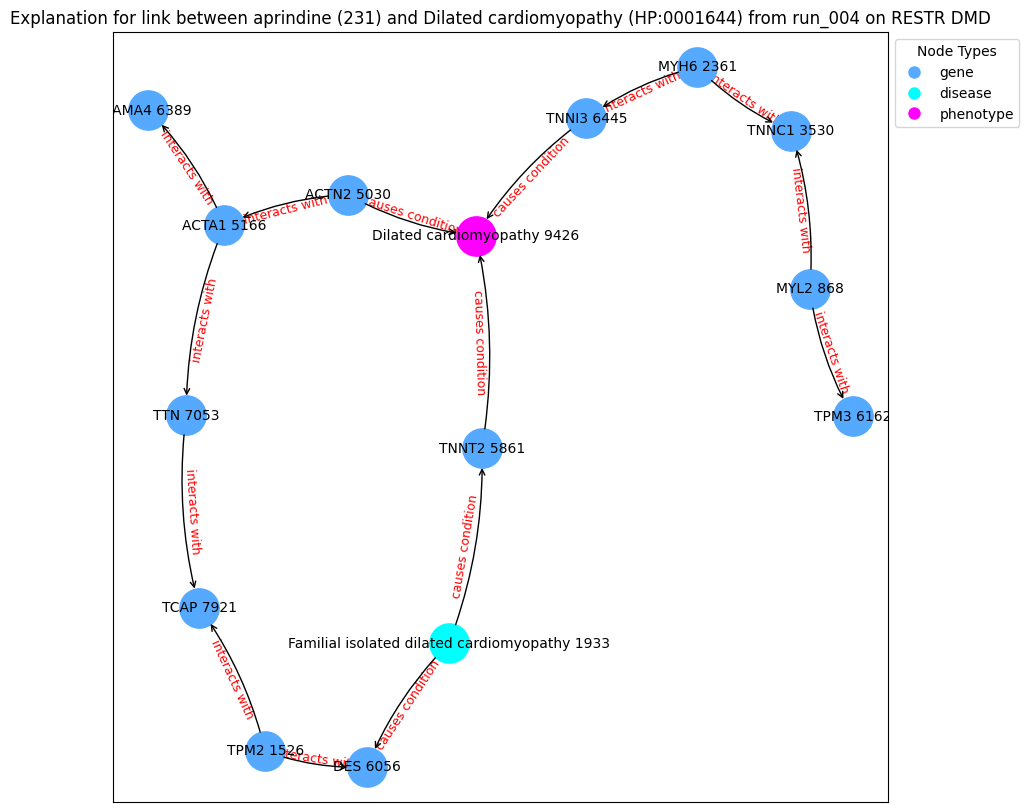 Explanation for link between aprindine (231) and Dilated cardiomyopathy (HP:0001644) from run_004 on RESTR DMD
Node Types
gene
disease
phenotype
MYH6 2361
interacts with
interacts with
AMA4 6389
TNNI3 6445
TNNC1 3530
interacts with
causes condition
ACTN2 5030
interacts with
causes condition
interacts with
ACTA1 5166
Dilated cardiomyopathy 9426
MYL2 868
interacts with
causes condition
interacts with
TTN 7053
TPM3 6162
TNNT2 5861
interacts with
causes condition
TCAP 7921
Familial isolated dilated cardiomyopathy 1933
interacts with
causes condition
TPM2 1526
DES 6056